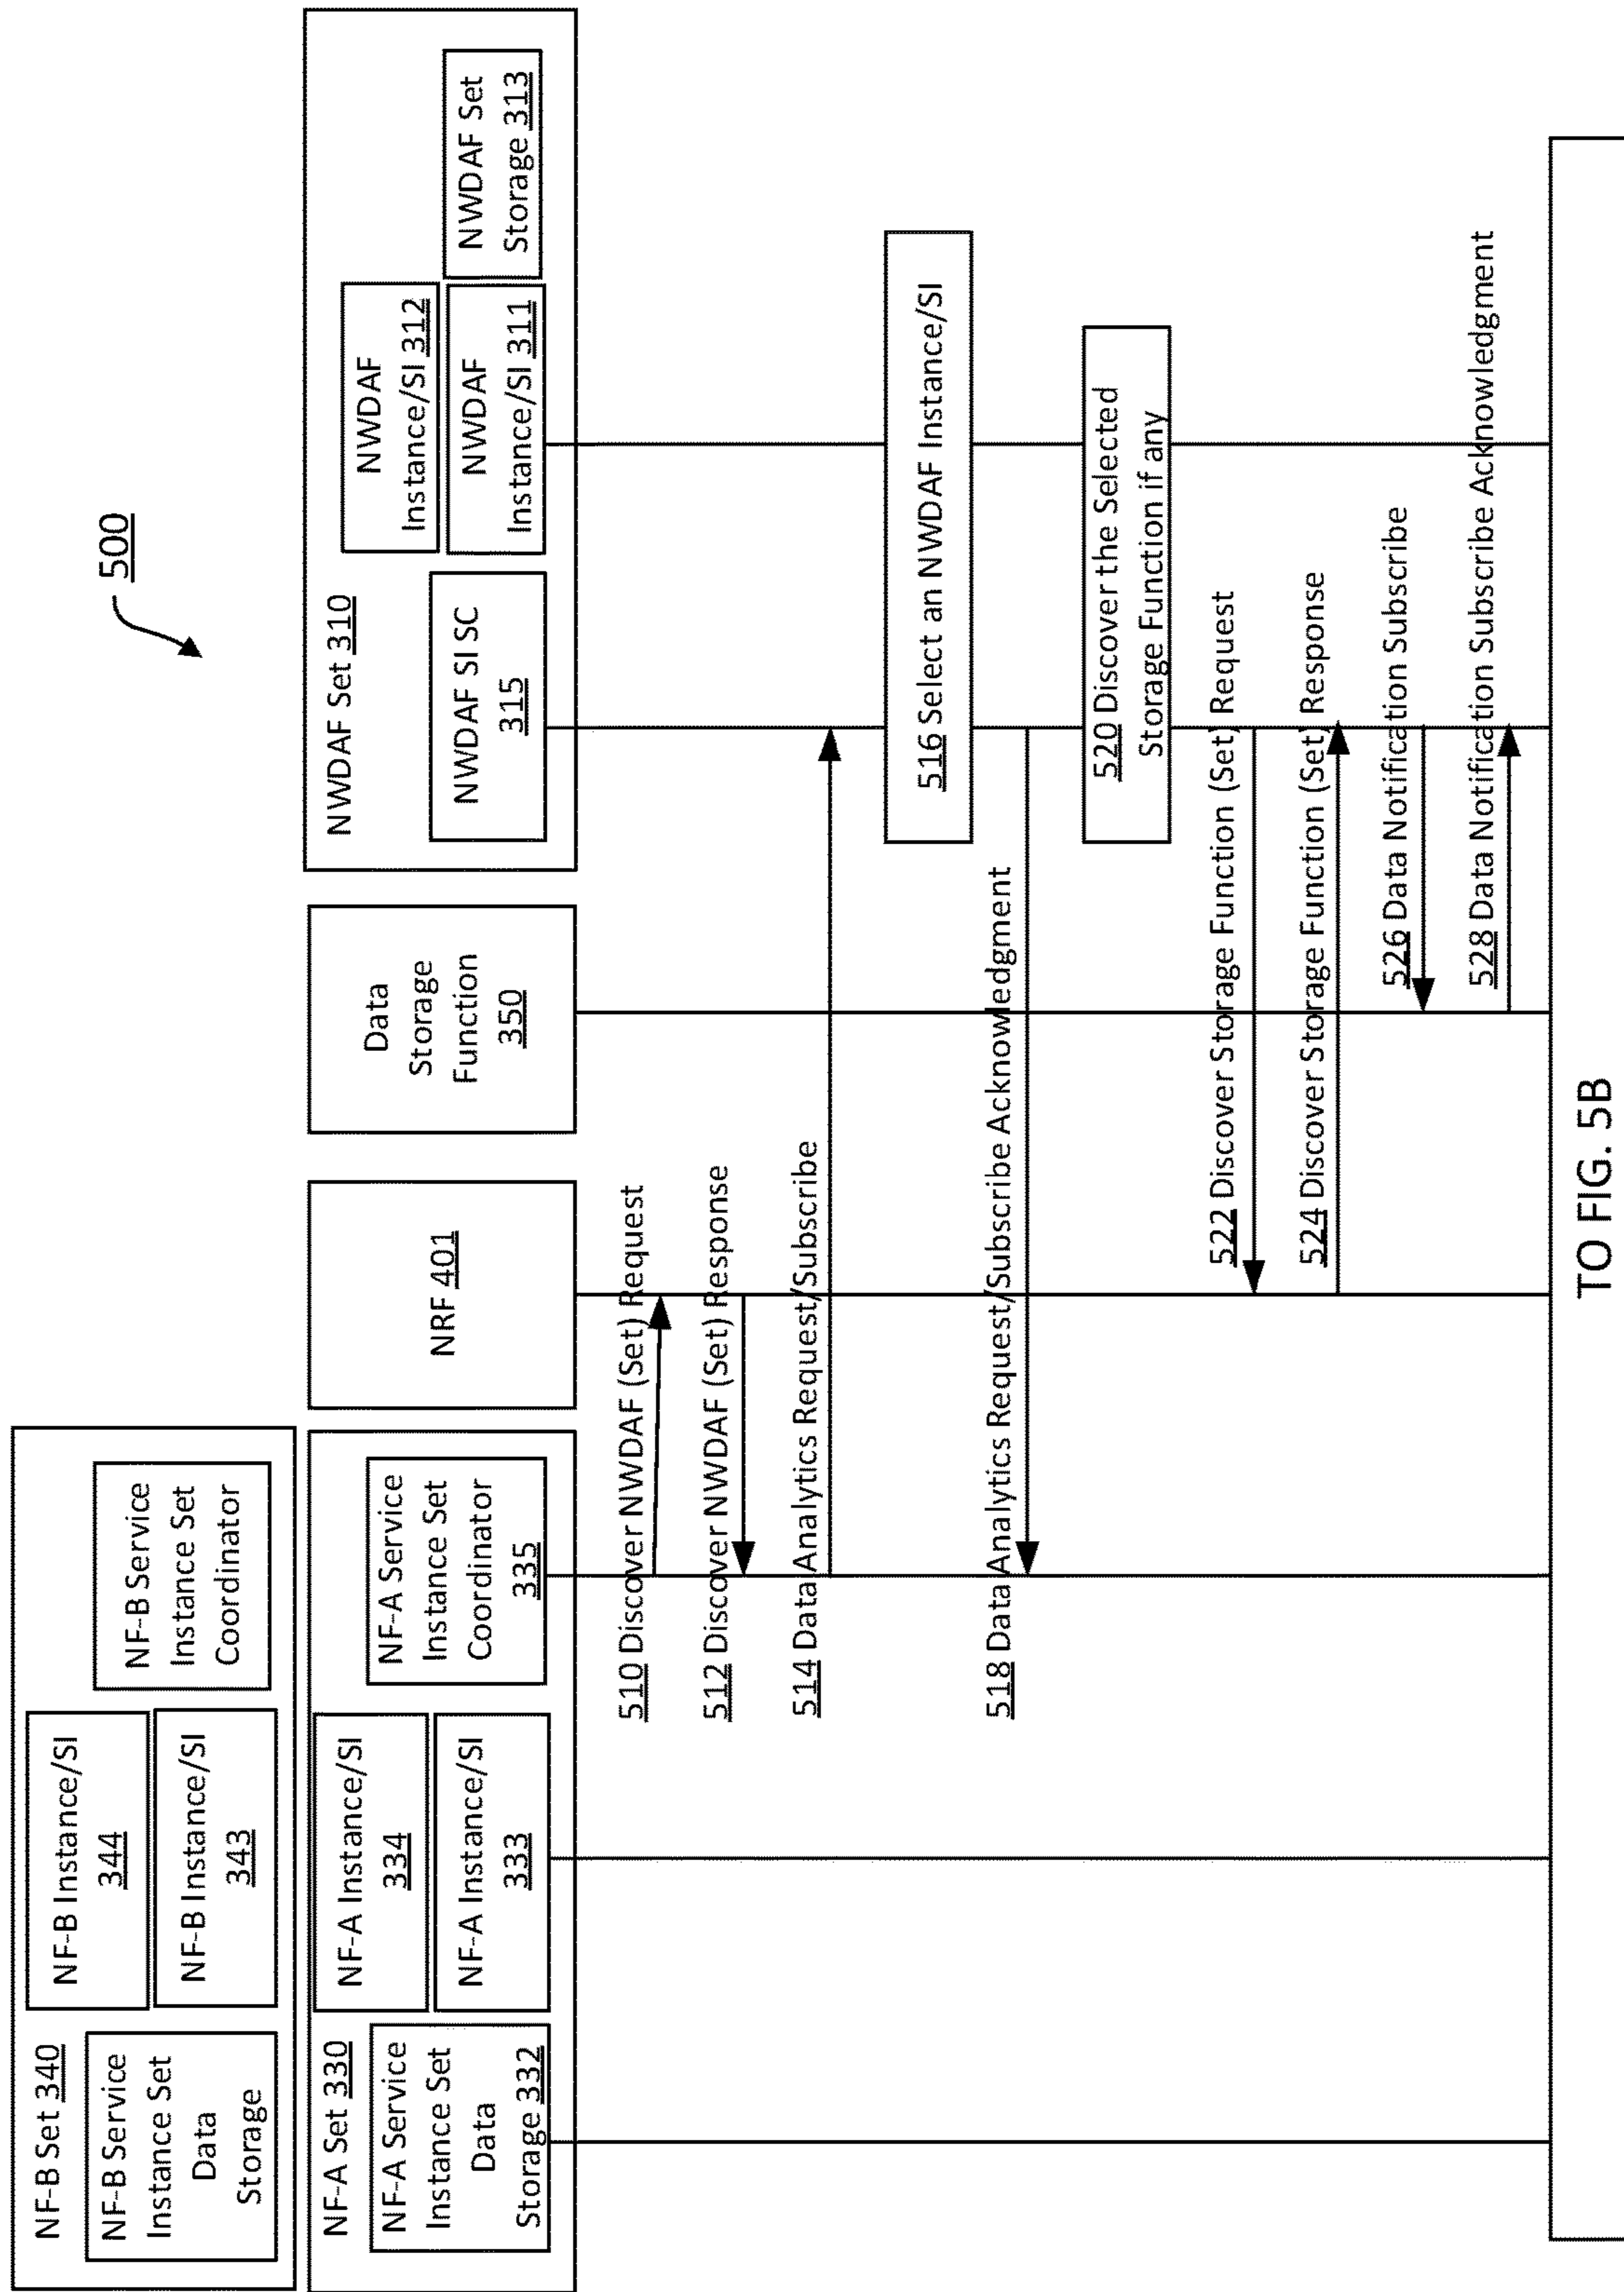 500
NF-B Set 340
NF-B Service
Instance Set
Data
Storage
NF-B Instance/SI
344
NF-B Instance/SI
343
NF-B Service
Instance Set
Coordinator
NF-A Set 330
NF-A Service
Instance Set
Data
Storage 332
NF-A Instance/SI
334
NF-A Instance/SI
333
NF-A Service
Instance Set
Coordinator
335
NRF 401
Data
Storage
Function
350
NWDAF Set 310
NWDAF SI SC
315
NWDAF
Instance/SI 312
NWDAF
Instance/SI 311
NWDAF Set
Storage 313
510 Discover NWDAF (Set) Request
512 Discover NWDAF (Set) Response
514 Data Analytics Request/Subscribe
516 Select an NWDAF Instance/SI
518 Data Analytics Request/Subscribe Acknowledgment
520 Discover the Selected
Storage Function if any
522 Discover Storage Function (Set) Request
524 Discover Storage Function (Set) Response
526 Data Notification Subscribe
528 Data Notification Subscribe Acknowledgment
TO FIG. 5B